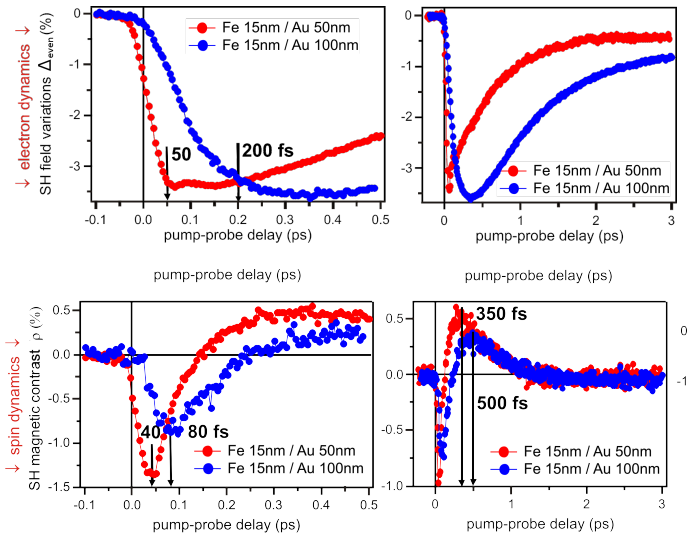 ↓ electron dynamics ↓
SH field variations Δeven (%)
0
-1
-2
-3
Fe 15nm / Au 50nm
Fe 15nm / Au 100nm
50
200 fs
-0.1 0.0 0.1 0.2 0.3 0.4 0.5
pump-probe delay (ps)
0
-1
-2
-3
Fe 15nm / Au 50nm
Fe 15nm / Au 100nm
0 1 2 3
pump-probe delay (ps)
pump-probe delay (ps)
pump-probe delay (ps)
↓ spin dynamics ↓
SH magnetic contrast ρ (%)
0.5
0.0
-0.5
-1.0
-1.5
40
80 fs
Fe 15nm / Au 50nm
Fe 15nm / Au 100nm
-0.1 0.0 0.1 0.2 0.3 0.4 0.5
pump-probe delay (ps)
0.5
0.0
-0.5
-1.0
350 fs
500 fs
Fe 15nm / Au 50nm
Fe 15nm / Au 100nm
0 1 2 3
pump-probe delay (ps)
0
-1